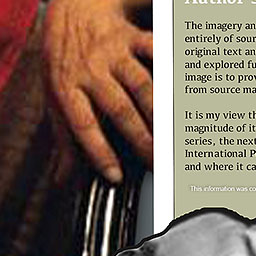 Author's
The imagery an
entirely of sour
original text an
and explored fu
image is to prov
from source ma
It is my view th
magnitude of it
series, the next
International P
and where it ca
This information was co